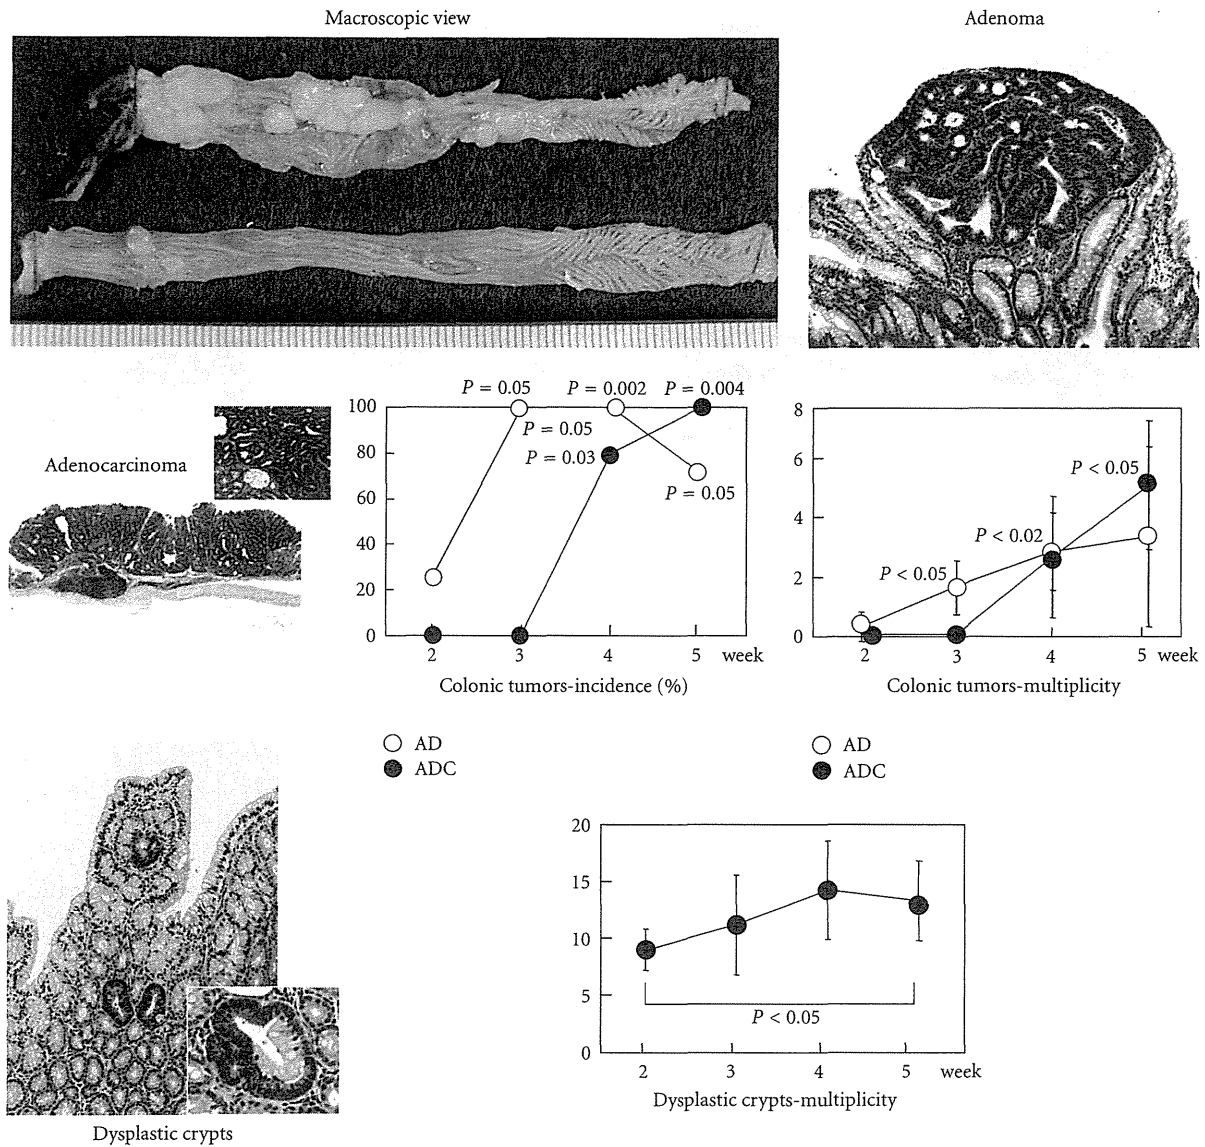 Macroscopic view
Adenoma
Adenocarcinoma
P = 0.05
P = 0.002
P = 0.004
100
80
60
40
20
0
P = 0.05
P = 0.03
P = 0.05
2
3
4
5
week
Colonic tumors-incidence (%)
AD
ADC
8
6
4
2
0
P < 0.05
P < 0.02
P < 0.05
2
3
4
5
week
Colonic tumors-multiplicity
AD
ADC
20
15
10
5
0
P < 0.05
2
3
4
5
week
Dysplastic crypts-multiplicity
Dysplastic crypts